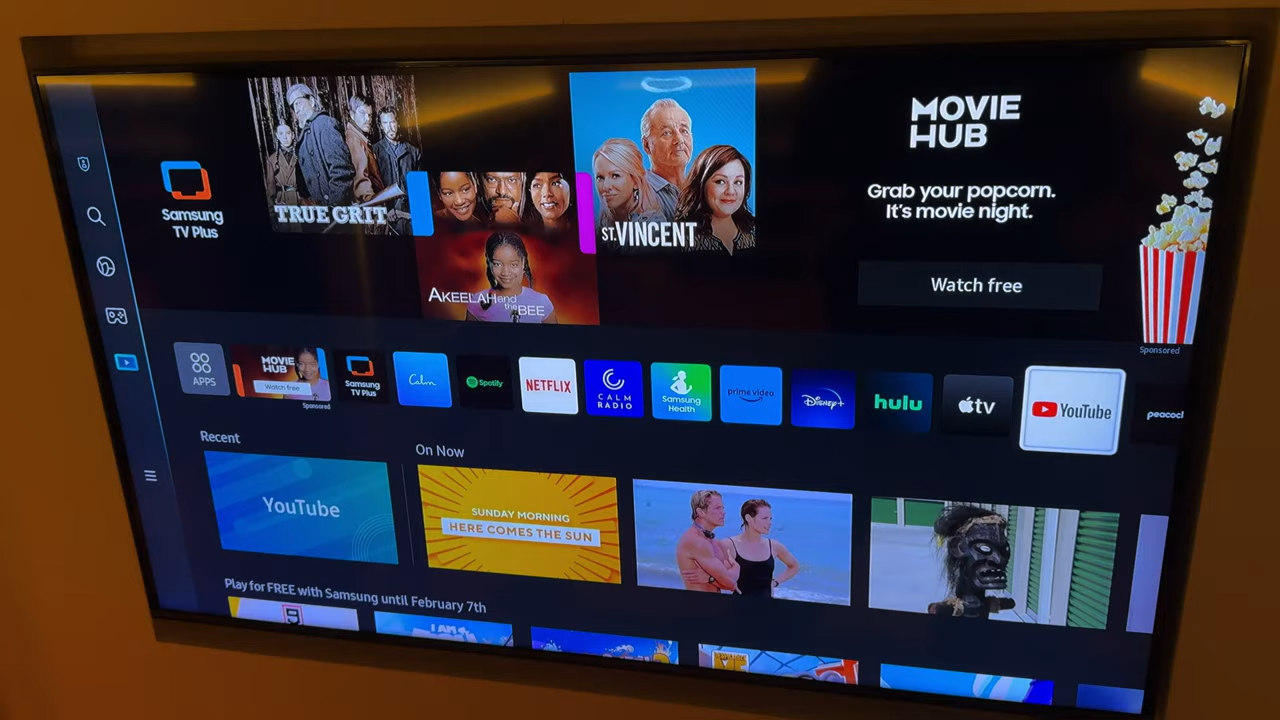 Samsung
TV Plus
TRUE GRIT
AKEELAH and
the BEE
ST. VINCENT
MOVIE
HUB
Grab your popcorn.
It's movie night.
Watch free
Sponsored
APPS
MOVIE
HUB
Watch free
Sponsored
Samsung
TV Plus
Calm
Spotify
NETFLIX
CALM
RADIO
Samsung
Health
prime video
Disney+
hulu
tv
YouTube
peacocl
Recent
On Now
YouTube
SUNDAY MORNING
HERE COMES THE SUN
Play for FREE with Samsung until February 7th
I AM